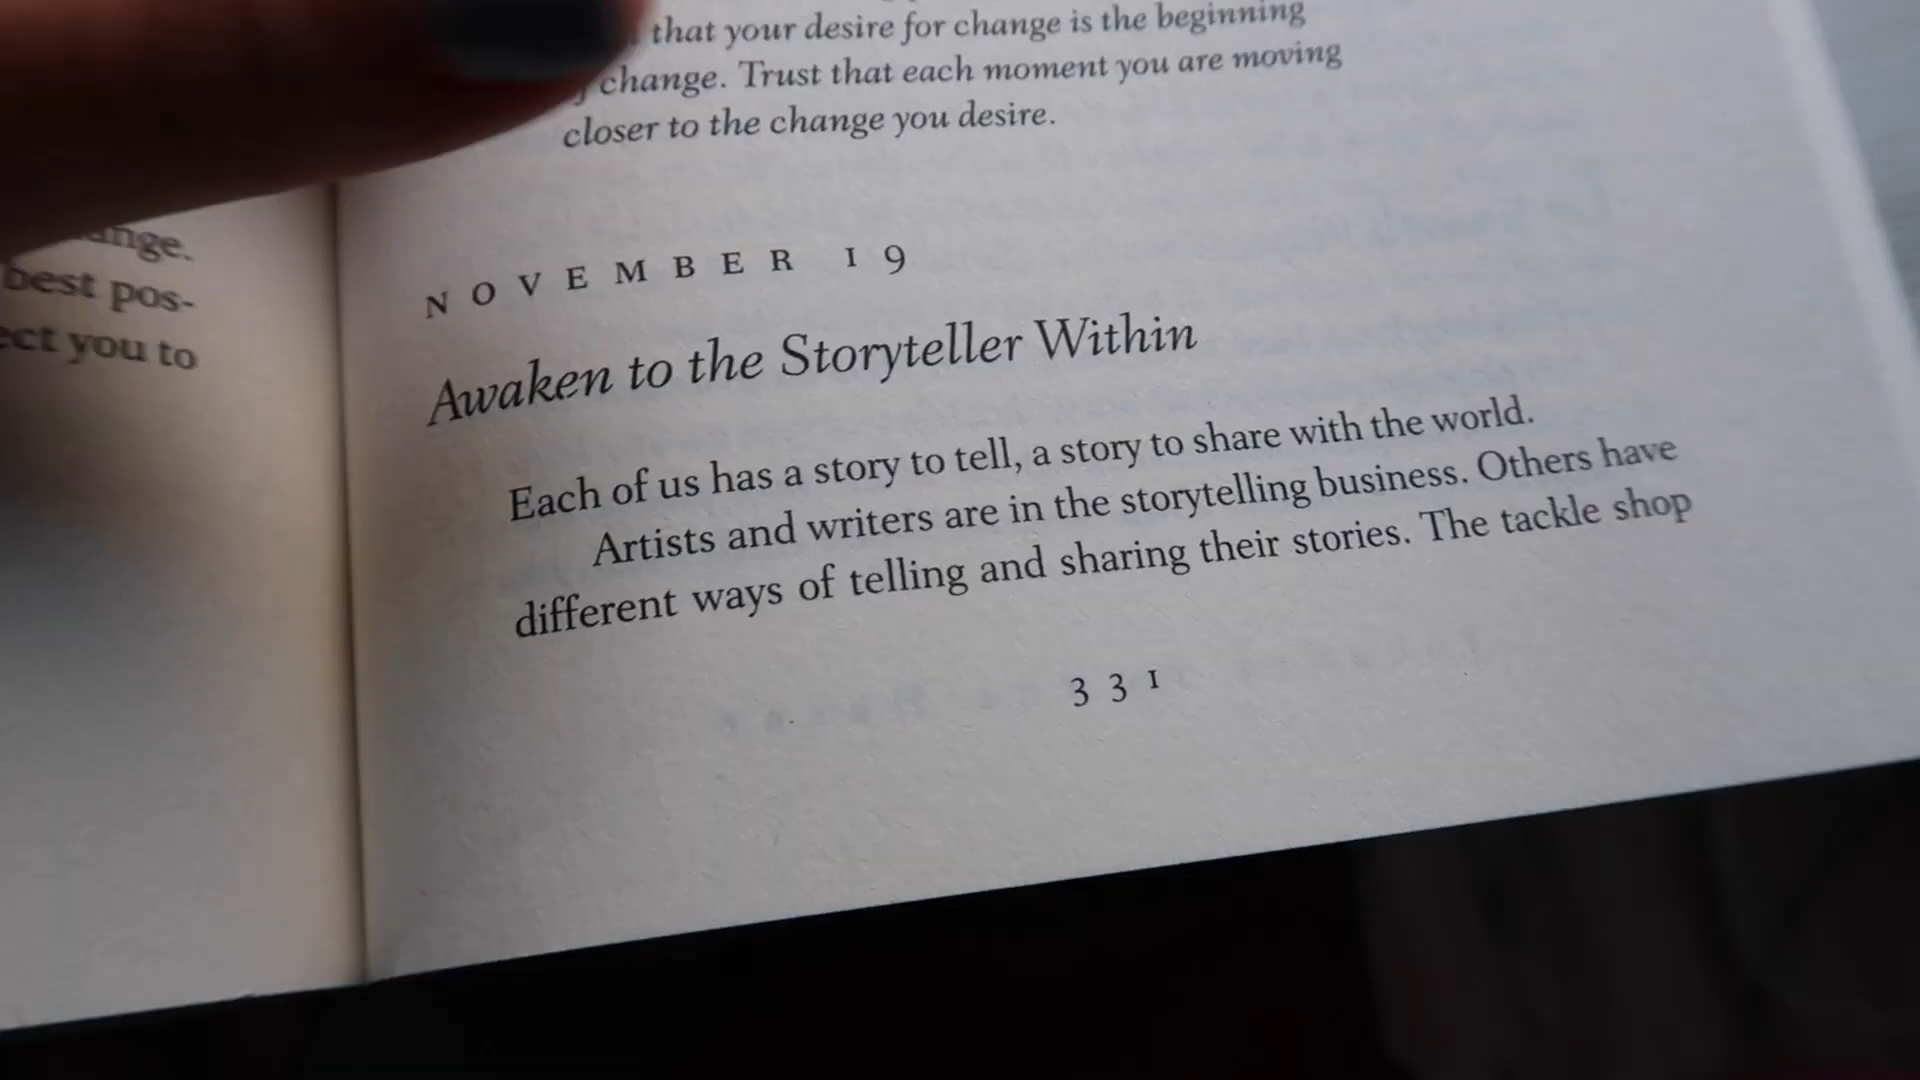 that your desire for change is the beginning
change. Trust that each moment you are moving
closer to the change you desire.
best pos-
you to
NOVEMBER 19
Awaken to the Storyteller Within
Each of us has a story to tell, a story to share with the world.
Artists and writers are in the storytelling business. Others have
different ways of telling and sharing their stories. The tackle shop
331